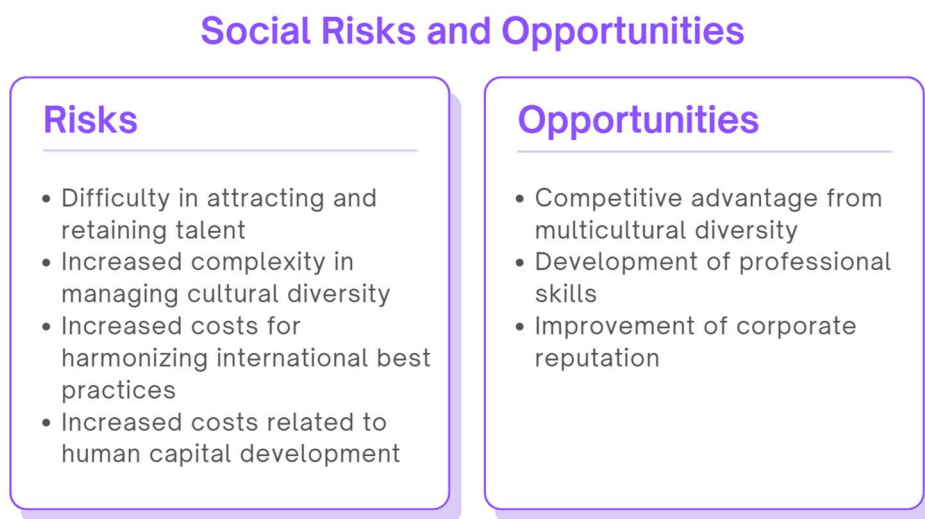 Social Risks and Opportunities
Risks
• Difficulty in attracting and
retaining talent
• Increased complexity in
managing cultural diversity
• Increased costs for
harmonizing international best
practices
• Increased costs related to
human capital development
Opportunities
• Competitive advantage from
multicultural diversity
• Development of professional
skills
• Improvement of corporate
reputation